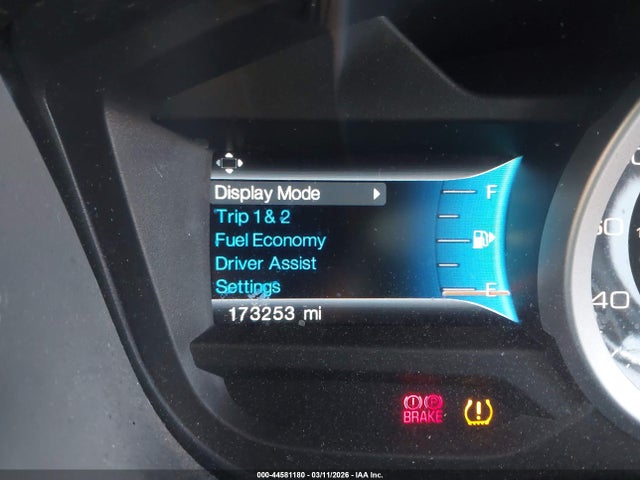 Display Mode
Trip 1 & 2
Fuel Economy
Driver Assist
Settings
173253 mi
F
E
40
BRAKE
000-44581180 - 03/11/2026 - IAA Inc.